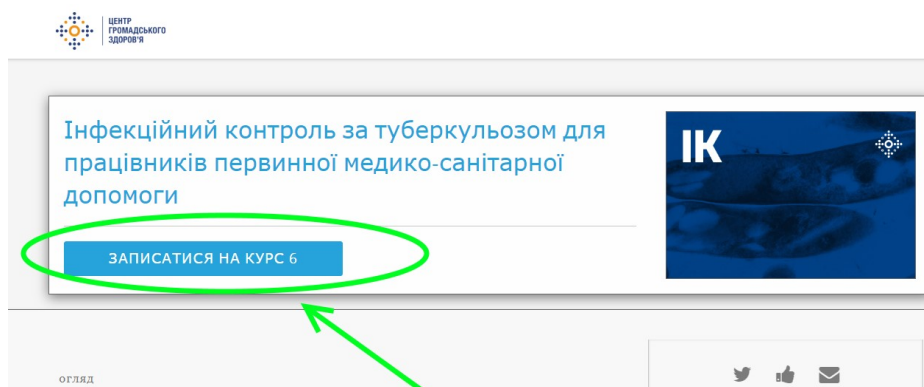 ЦЕНТР
ГРОМАДСЬКОГО
ЗДОРОВ'Я
Інфекційний контроль за туберкульозом для
працівників первинної медико-санітарної
допомоги
ІК
ЗАПИСАТИСЯ НА КУРС 6
огляд